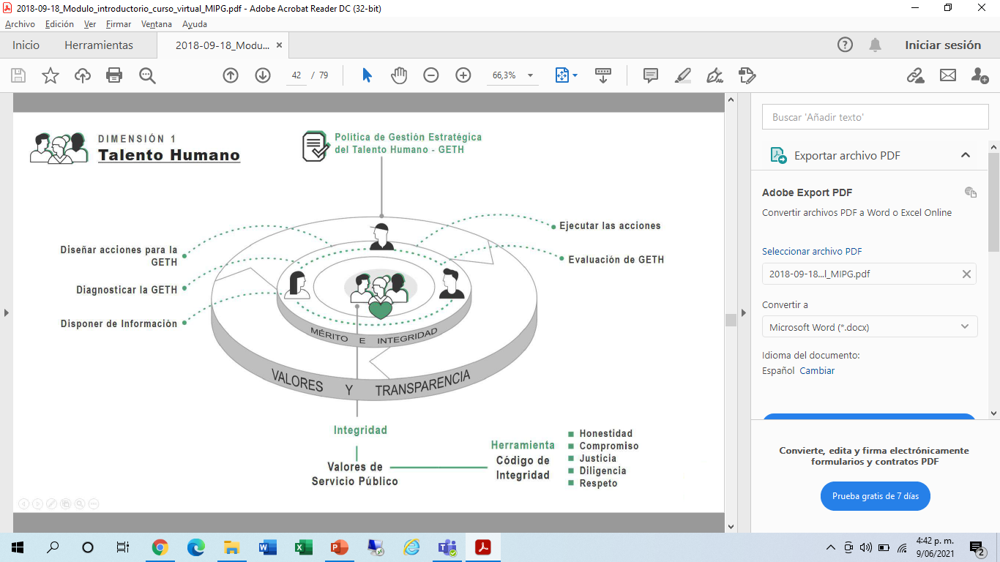 2018-09-18_Modulo_introductorio_curso_virtual_MIPG.pdf - Adobe Acrobat Reader DC (32-bit)
Archivo Edición Ver Firmar Ventana Ayuda
Inicio Herramientas 2018-09-18_Modu... × Iniciar sesión
42 / 79 66,3%
DIMENSIÓN 1
Talento Humano
Política de Gestión Estratégica
del Talento Humano - GETH
Diseñar acciones para la
GETH
Diagnosticar la GETH
Disponer de Información
Ejecutar las acciones
Evaluación de GETH
MÉRITO E INTEGRIDAD
VALORES Y TRANSPARENCIA
Integridad
Valores de
Servicio Público
Herramienta
Código de
Integridad
Honestidad
Compromiso
Justicia
Diligencia
Respeto
Buscar 'Añadir texto'
Exportar archivo PDF
Adobe Export PDF
Convertir archivos PDF a Word o Excel Online
Seleccionar archivo PDF
2018-09-18...l_MIPG.pdf
Convertir a
Microsoft Word (*.docx)
Idioma del documento:
Español Cambiar
Convierte, edita y firma electrónicamente
formularios y contratos PDF
Prueba gratis de 7 días
4:42 p. m.
9/06/2021
2